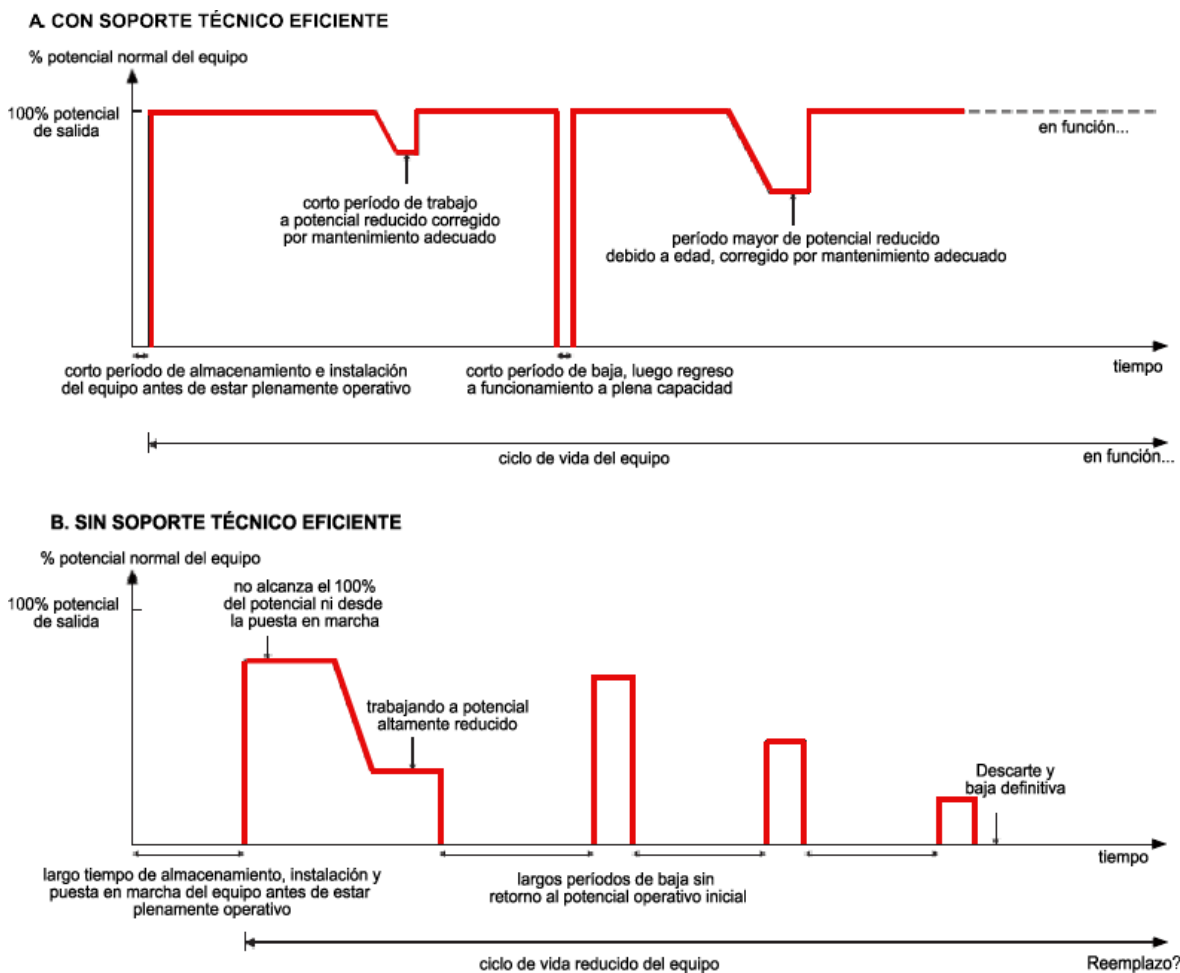 A. CON SOPORTE TÉCNICO EFICIENTE
% potencial normal del equipo
100% potencial
de salida
en función...
corto período de trabajo
a potencial reducido corregido
por mantenimiento adecuado
período mayor de potencial reducido
debido a edad, corregido por mantenimiento adecuado
tiempo
corto período de almacenamiento e instalación
del equipo antes de estar plenamente operativo
corto período de baja, luego regreso
a funcionamiento a plena capacidad
ciclo de vida del equipo
en función...
B. SIN SOPORTE TÉCNICO EFICIENTE
% potencial normal del equipo
100% potencial
de salida
no alcanza el 100%
del potencial ni desde
la puesta en marcha
trabajando a potencial
altamente reducido
Descarte y
baja definitiva
tiempo
largo tiempo de almacenamiento, instalación y
puesta en marcha del equipo antes de estar
plenamente operativo
largos períodos de baja sin
retorno al potencial operativo inicial
ciclo de vida reducido del equipo
Reemplazo?